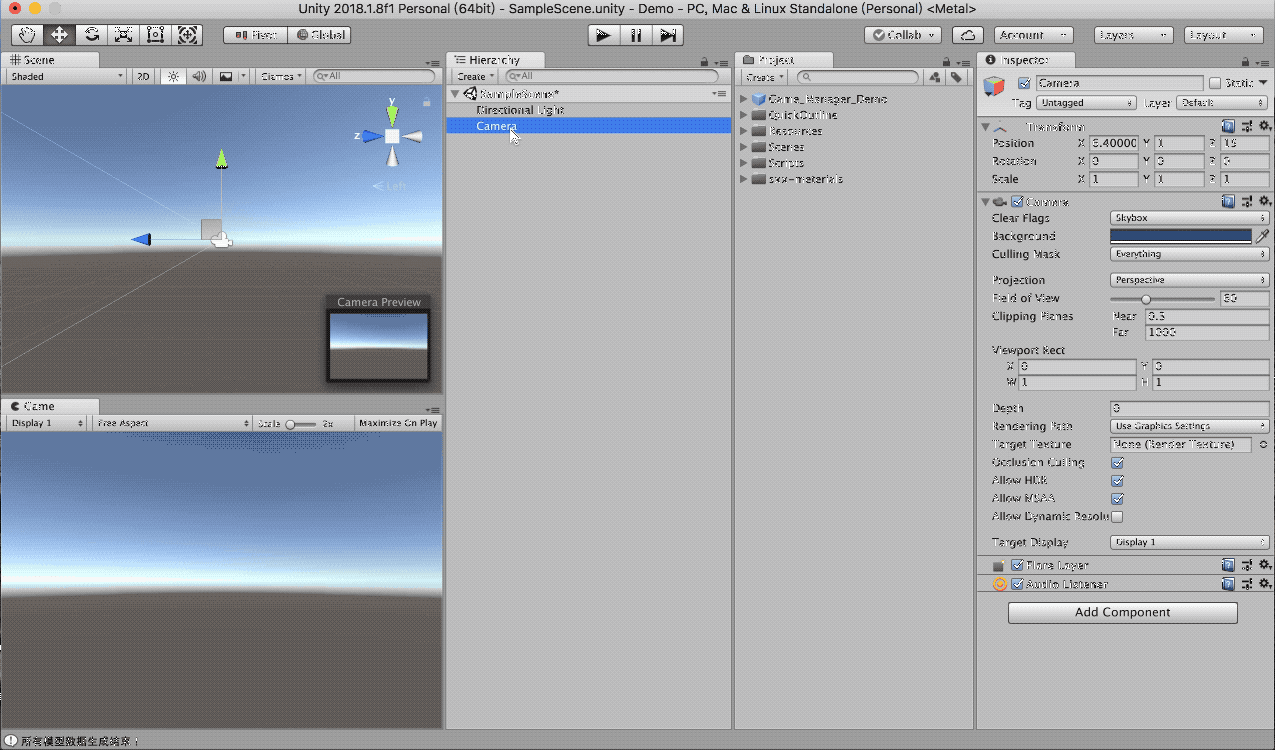 Unity 2018.1.8f1 Personal (64bit) - SampleScene.unity - Demo - PC, Mac & Linux Standalone (Personal) <Metal>
Pivot Global Collab Account Layers Layout
Scene
Shaded 2D Gizmos All
y
z
Left
Camera Preview
Game
Display 1 Free Aspect Scale 2x Maximize On Play
Hierarchy
Create All
SampleScene*
Directional Light
Camera
Project
Create
Game_Manager_Demo
QuickOutline
Resources
Scenes
Scripts
Inspector
Camera Static
Tag Untagged Layer Default
Transform
Position X Y 1 Z
Rotation X 0 Y 0 Z 0
Scale X 1 Y 1 Z 1
Camera
Clear Flags Skybox
Background
Culling Mask Everything
Projection Perspective
Field of View 60
Clipping Planes Near 0.3
Far 1000
Viewport Rect
X 0 Y 0
W 1 H 1
Depth 0
Rendering Path Use Graphics Settings
Target Texture None (Render Texture)
Occlusion Culling
Allow HDR
Allow MSAA
Allow Dynamic Resolu
Target Display Display 1
Flare Layer
Audio Listener
Add Component
所有模型数据生成结束！